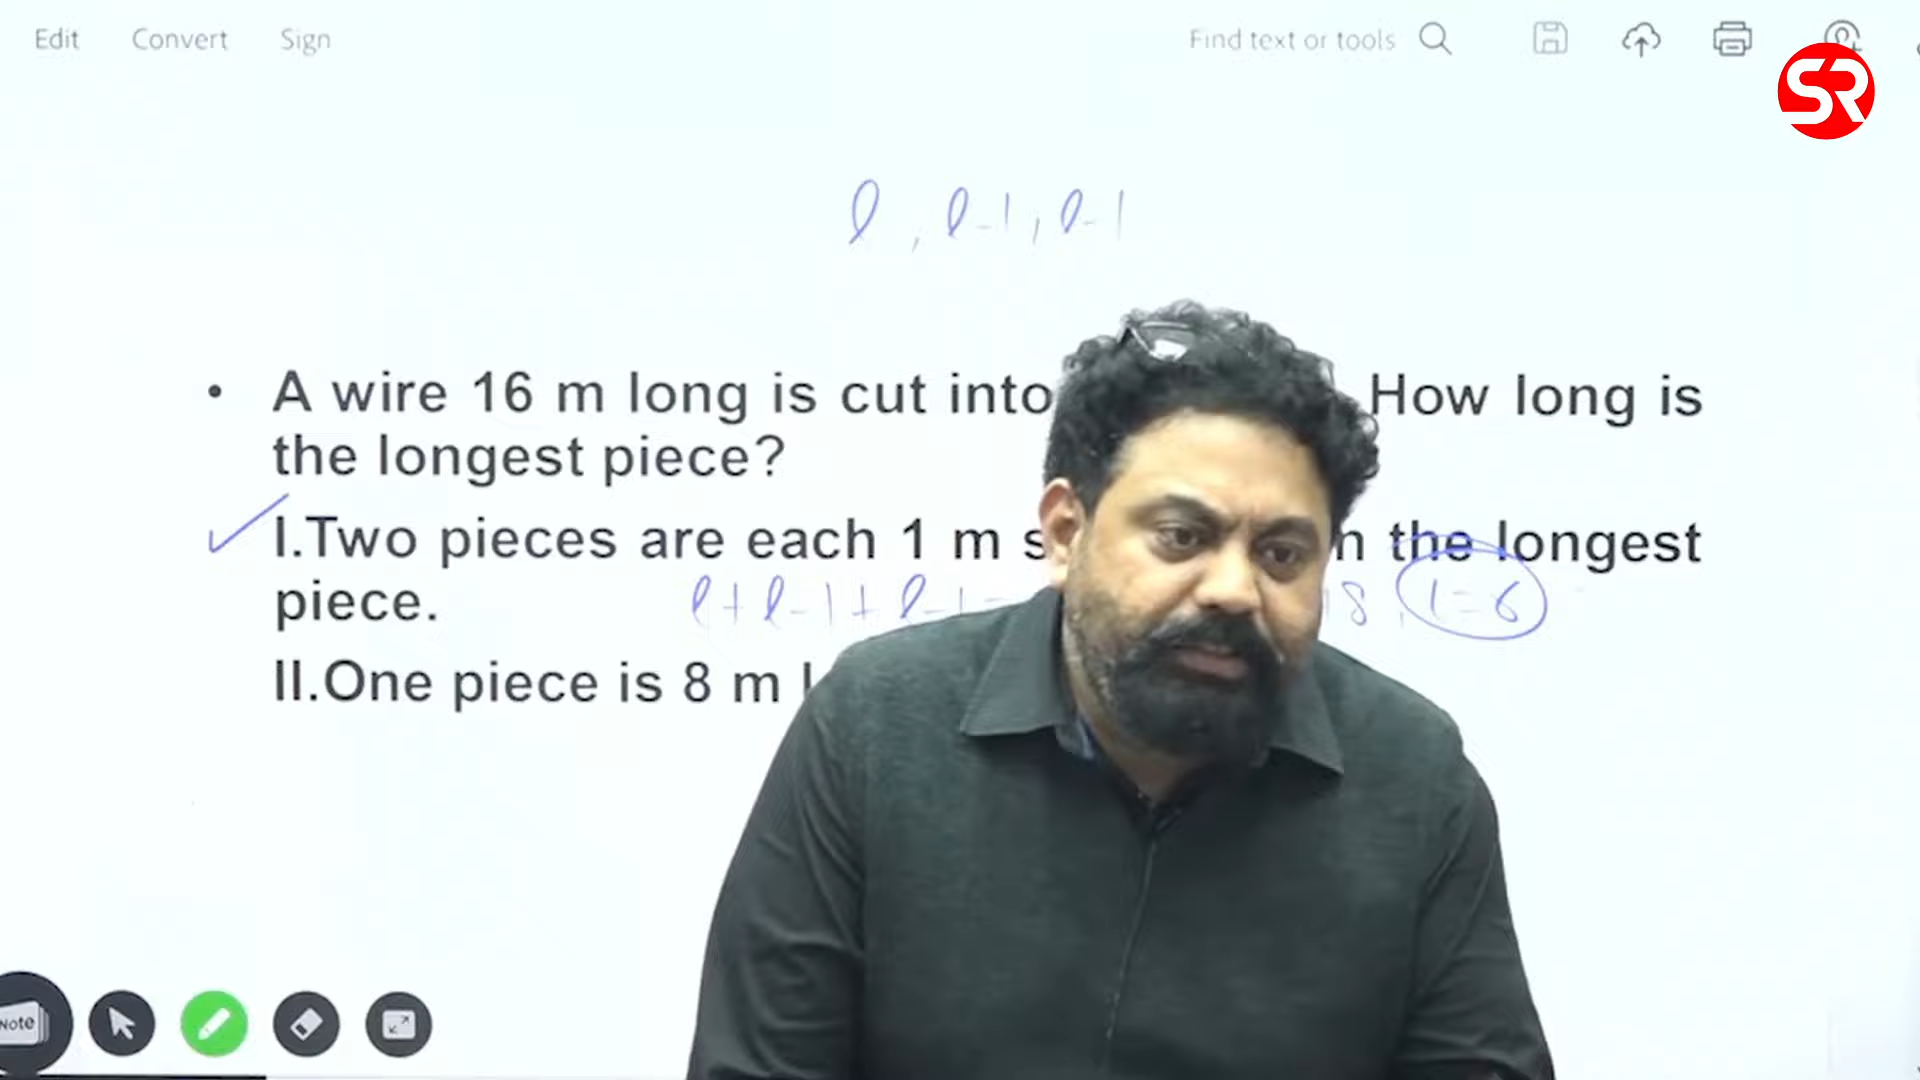 Edit Convert Sign Find text or tools
SR
l, l-1, l-1
• A wire 16 m long is cut into How long is
the longest piece?
I.Two pieces are each 1 m the longest
piece.
l+l-1+l-1= 18, l=6
II.One piece is 8 m
Note